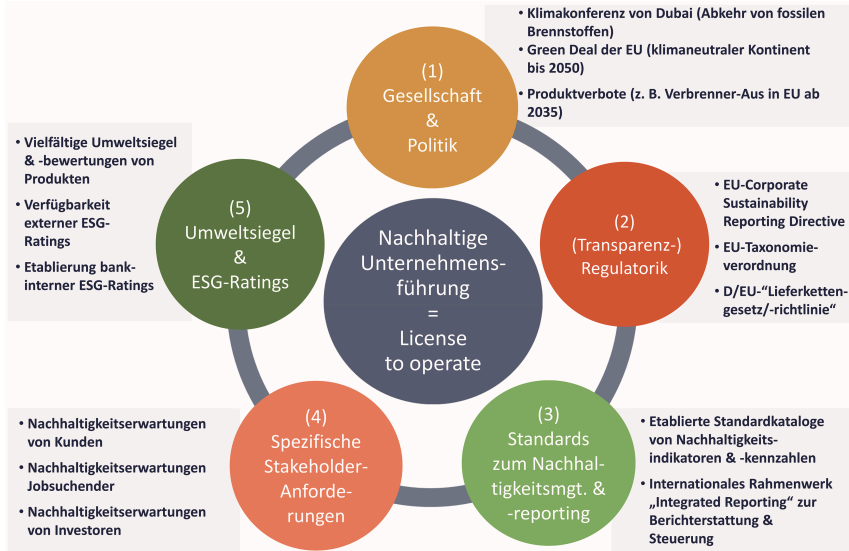 • Klimakonferenz von Dubai (Abkehr von fossilen
Brennstoffen)
• Green Deal der EU (klimaneutraler Kontinent
bis 2050)
• Produktverbote (z. B. Verbrenner-Aus in EU ab
2035)
(1)
Gesellschaft
&
Politik
• EU-Corporate
Sustainability
Reporting Directive
• EU-Taxonomie-
verordnung
• D/EU-“Lieferketten-
gesetz/-richtlinie“
(2)
(Transparenz-)
Regulatorik
• Etablierte Standardkataloge
von Nachhaltigkeits-
indikatoren & -kennzahlen
• Internationales Rahmenwerk
„Integrated Reporting“ zur
Berichterstattung &
Steuerung
(3)
Standards
zum Nachhal-
tigkeitsmgt. &
-reporting
• Nachhaltigkeitserwartungen
von Kunden
• Nachhaltigkeitserwartungen
Jobsuchender
• Nachhaltigkeitserwartungen
von Investoren
(4)
Spezifische
Stakeholder-
Anforde-
rungen
• Vielfältige Umweltsiegel
& -bewertungen von
Produkten
• Verfügbarkeit
externer ESG-
Ratings
• Etablierung bank-
interner ESG-Ratings
(5)
Umweltsiegel
&
ESG-Ratings
Nachhaltige
Unternehmens-
führung
=
License
to operate